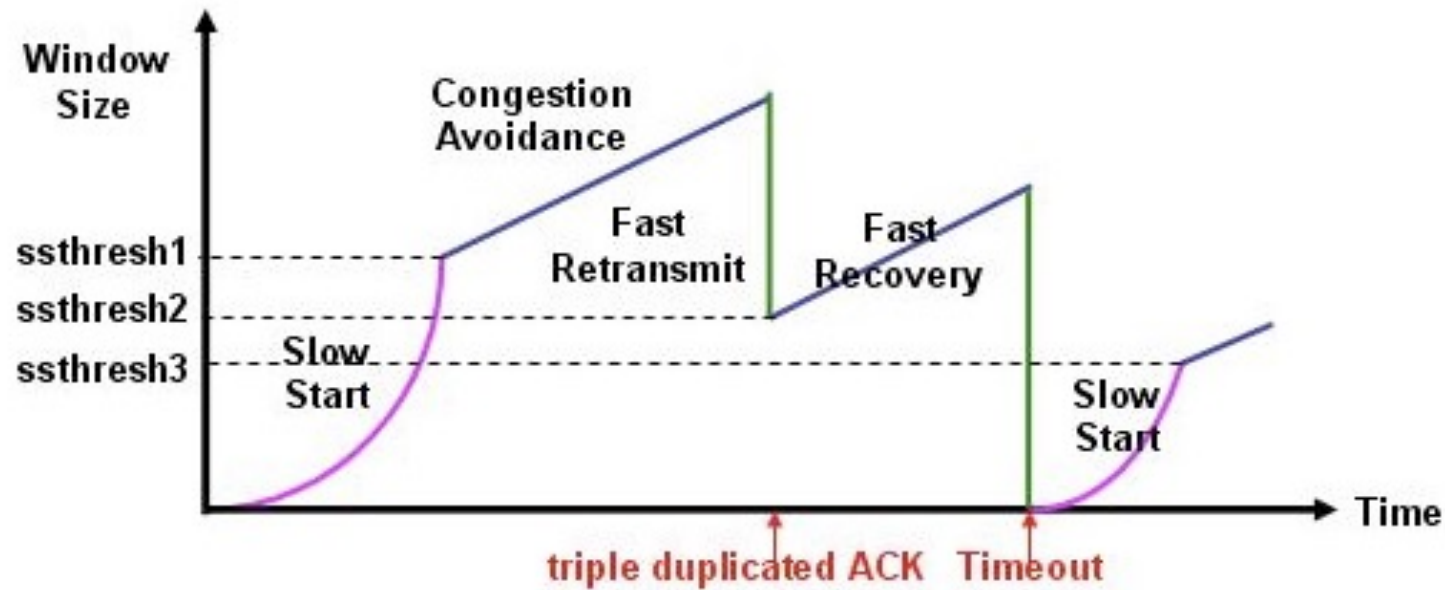 Window
Size
Congestion
Avoidance
ssthresh1
Fast
Retransmit
Fast
Recovery
ssthresh2
ssthresh3
Slow
Start
Slow
Start
Time
triple duplicated ACK
Timeout